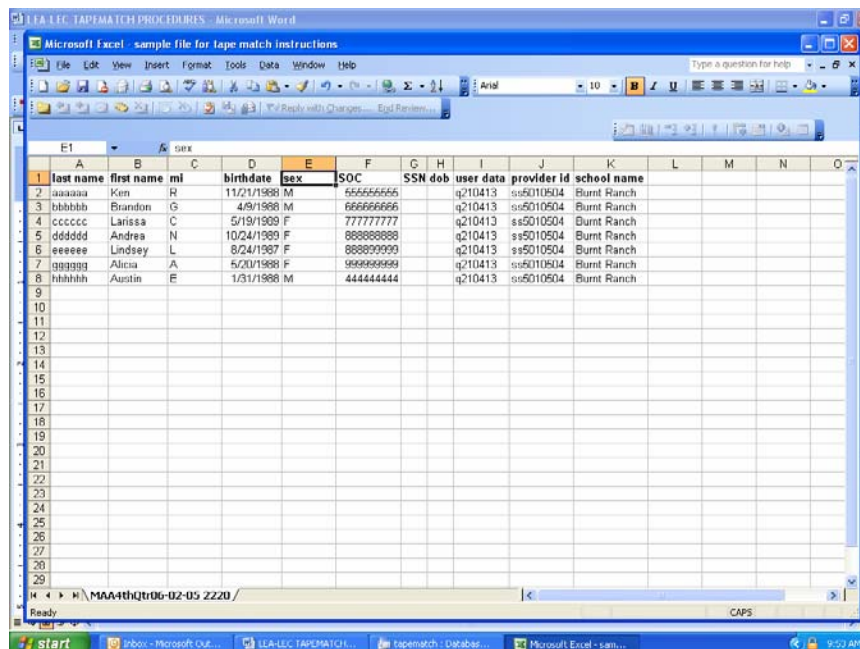 LEA-LEC TAPEMATCH PROCEDURES - Microsoft Word
Microsoft Excel - sample file for tape match instructions
File Edit View Insert Format Tools Data Window Help Type a question for help
Arial 10 B I U
Reply with Changes... End Review...
E1 fx sex
A B C D E F G H I J K L M N O
1 last name first name mi birthdate sex SOC SSN dob user data provider id school name
2 aaaaaa Ken R 11/21/1988 M 555555555 q210413 ss5010504 Burnt Ranch
3 bbbbbb Brandon G 4/9/1988 M 666666666 q210413 ss5010504 Burnt Ranch
4 cccccc Larissa C 5/19/1989 F 777777777 q210413 ss5010504 Burnt Ranch
5 dddddd Andrea N 10/24/1989 F 888888888 q210413 ss5010504 Burnt Ranch
6 eeeeee Lindsey L 8/24/1987 F 888899999 q210413 ss5010504 Burnt Ranch
7 gggggg Alicia A 5/20/1988 F 999999999 q210413 ss5010504 Burnt Ranch
8 hhhhhh Austin E 1/31/1988 M 444444444 q210413 ss5010504 Burnt Ranch
9
10
11
12
13
14
15
16
17
18
19
20
21
22
23
24
25
26
27
28
29
MAA4thQtr06-02-05 2220
Ready CAPS
start Inbox - Microsoft Out... LEA-LEC TAPEMATCH... tapematch : Databas... Microsoft Excel - sam... 9:53 AM